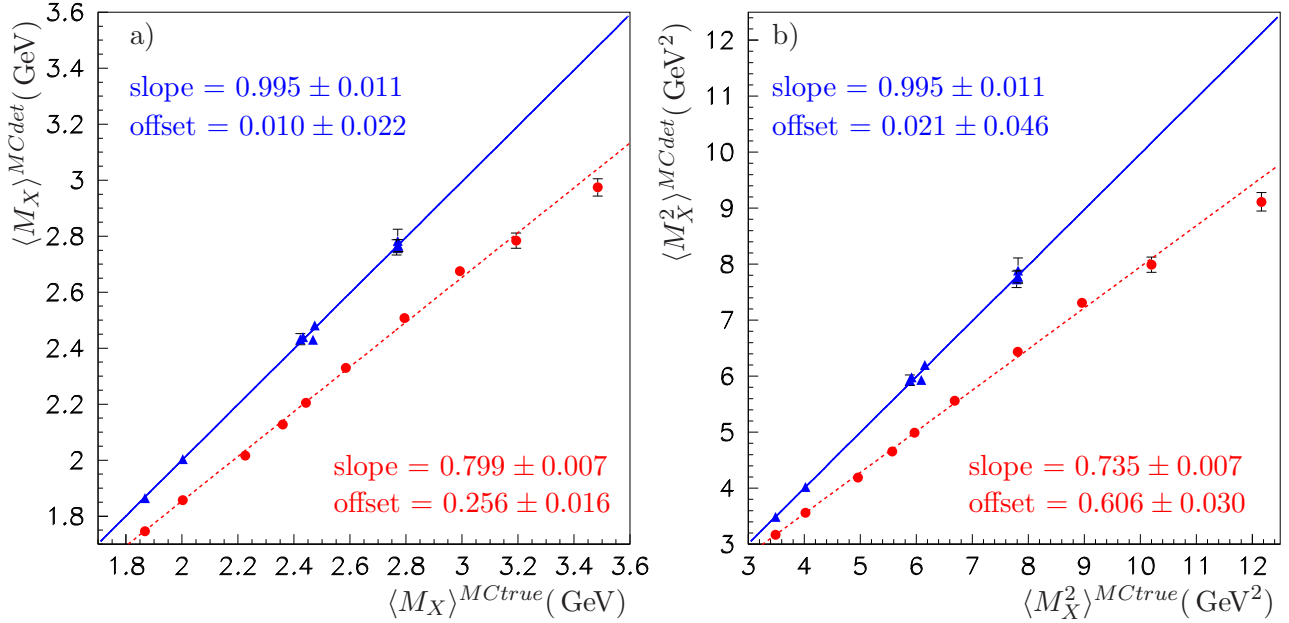 a)
slope = 0.995 ± 0.011
offset = 0.010 ± 0.022
slope = 0.799 ± 0.007
offset = 0.256 ± 0.016
⟨M_X⟩^{MCdet}( GeV)
3.6
3.4
3.2
3
2.8
2.6
2.4
2.2
2
1.8
1.8 2 2.2 2.4 2.6 2.8 3 3.2 3.4 3.6
⟨M_X⟩^{MCtrue}( GeV)
b)
slope = 0.995 ± 0.011
offset = 0.021 ± 0.046
slope = 0.735 ± 0.007
offset = 0.606 ± 0.030
⟨M_X^2⟩^{MCdet}( GeV^2)
12
11
10
9
8
7
6
5
4
3
3 4 5 6 7 8 9 10 11 12
⟨M_X^2⟩^{MCtrue}( GeV^2)